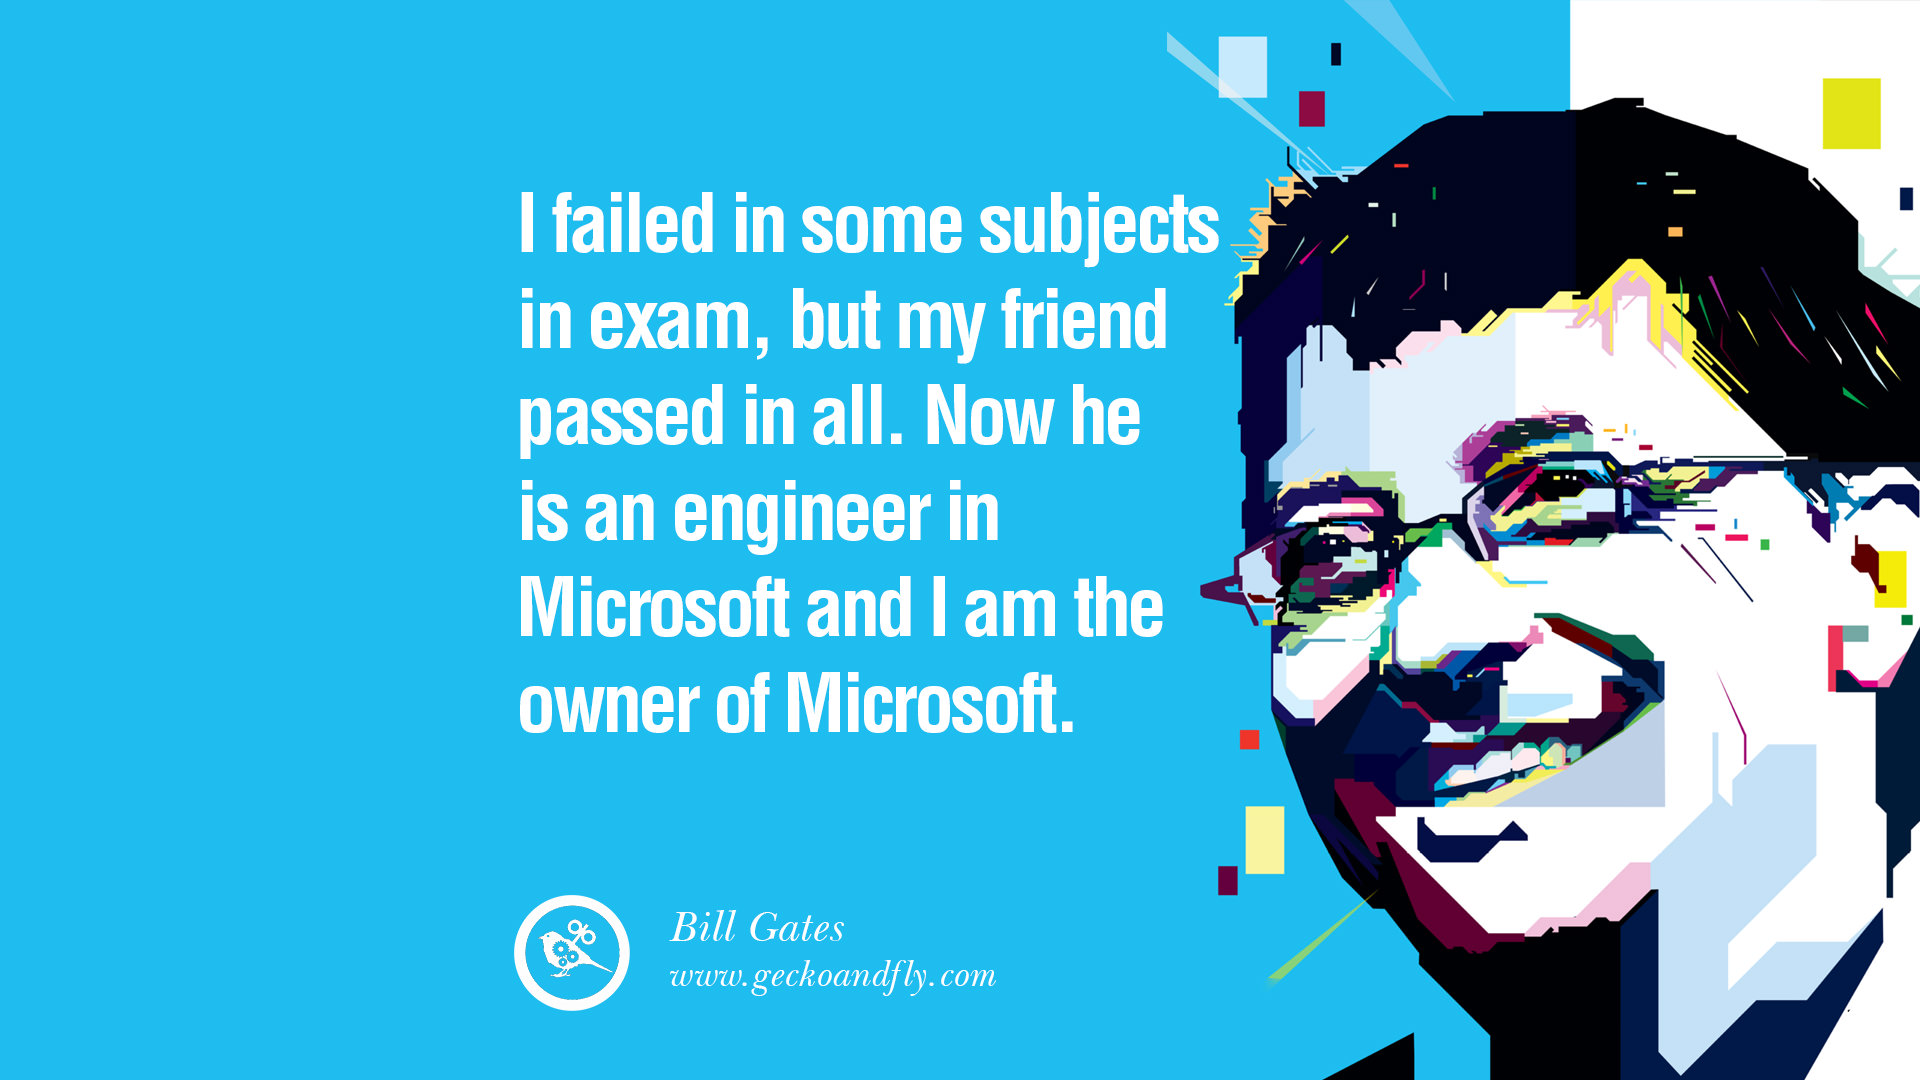 I failed in some subjects
in exam, but my friend
passed in all. Now he
is an engineer in
Microsoft and I am the
owner of Microsoft.
Bill Gates
www.geckoandfly.com